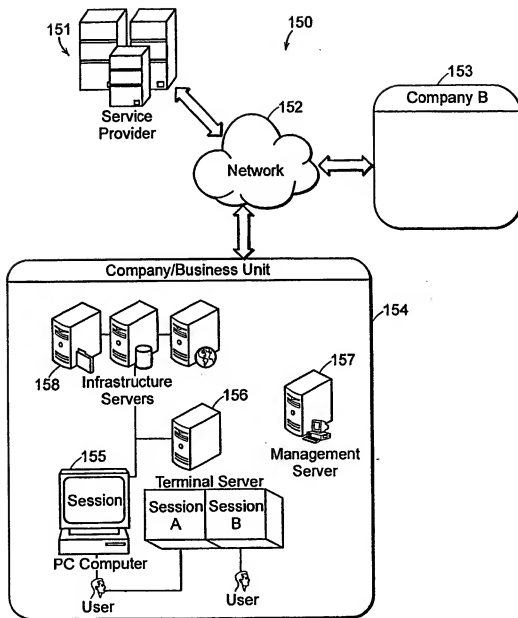 151
150
Service
Provider
152
Network
153
Company B
Company/Business Unit
154
158
Infrastructure
Servers
157
Management
Server
156
Terminal Server
155
Session
PC Computer
Session
A
Session
B
User
User